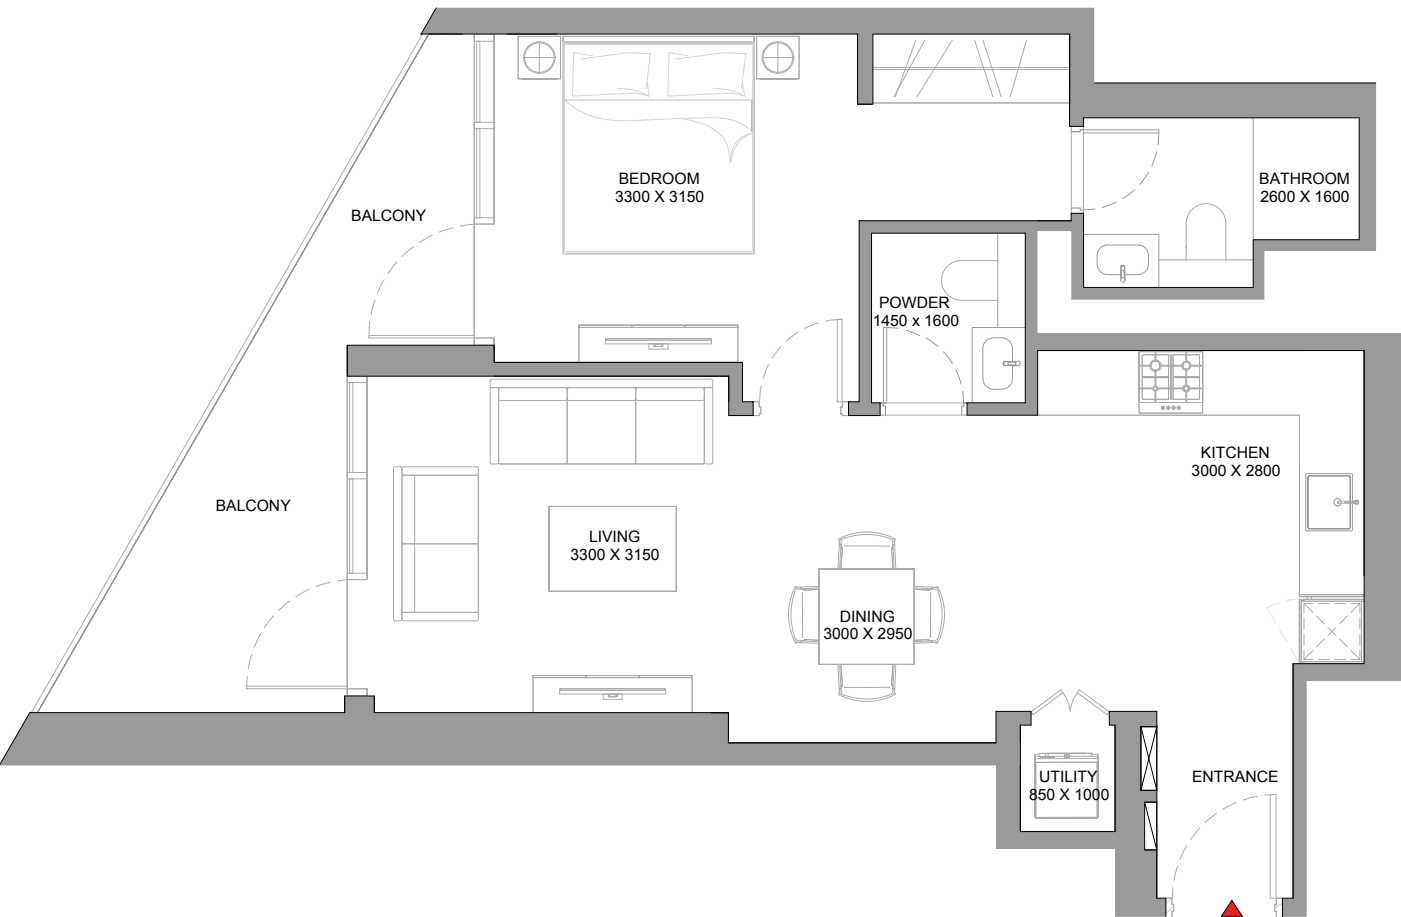 BEDROOM
3300 X 3150
BATHROOM
2600 X 1600
BALCONY
POWDER
1450 x 1600
KITCHEN
3000 X 2800
BALCONY
LIVING
3300 X 3150
DINING
3000 X 2950
UTILITY
850 X 1000
ENTRANCE